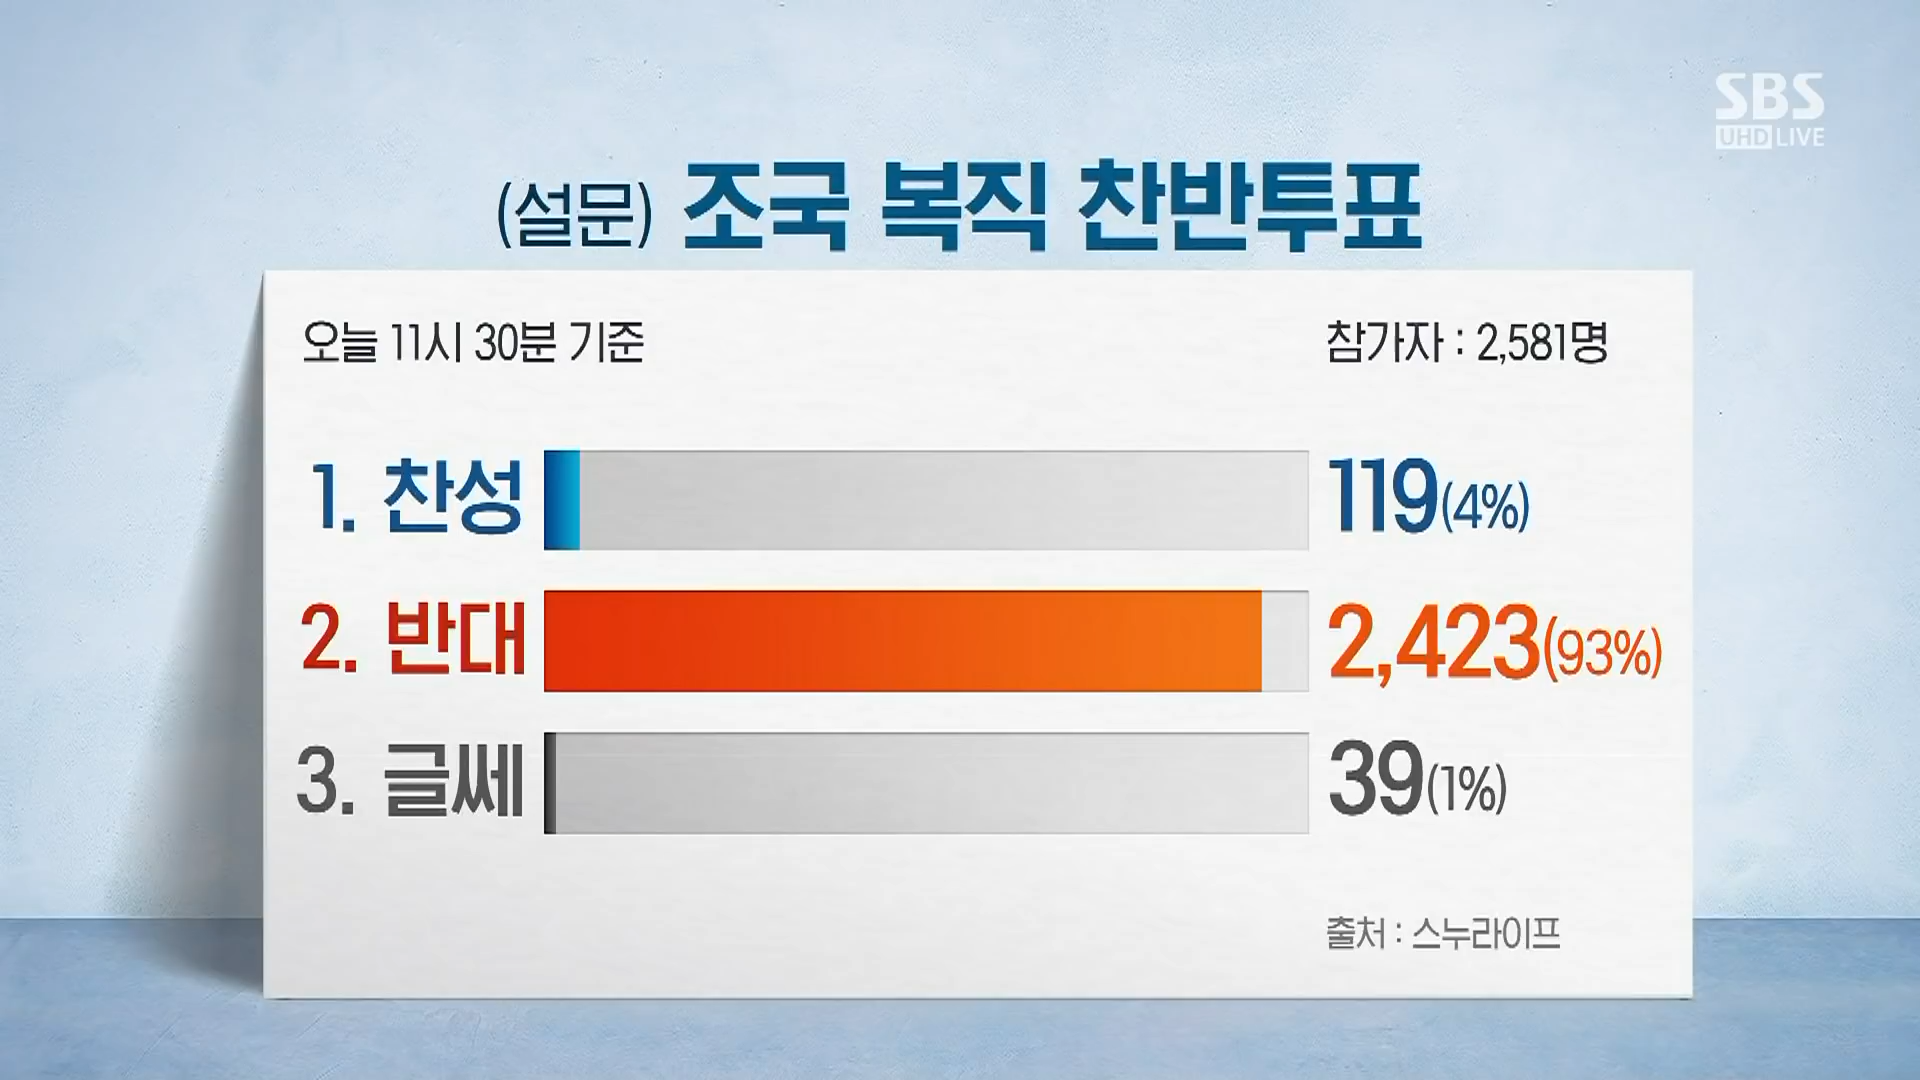 SBS
UHD LIVE
(설문) 조국 복직 찬반투표
오늘 11시 30분 기준
참가자 : 2,581명
1. 찬성 119(4%)
2. 반대 2,423(93%)
3. 글쎄 39(1%)
출처 : 스누라이프